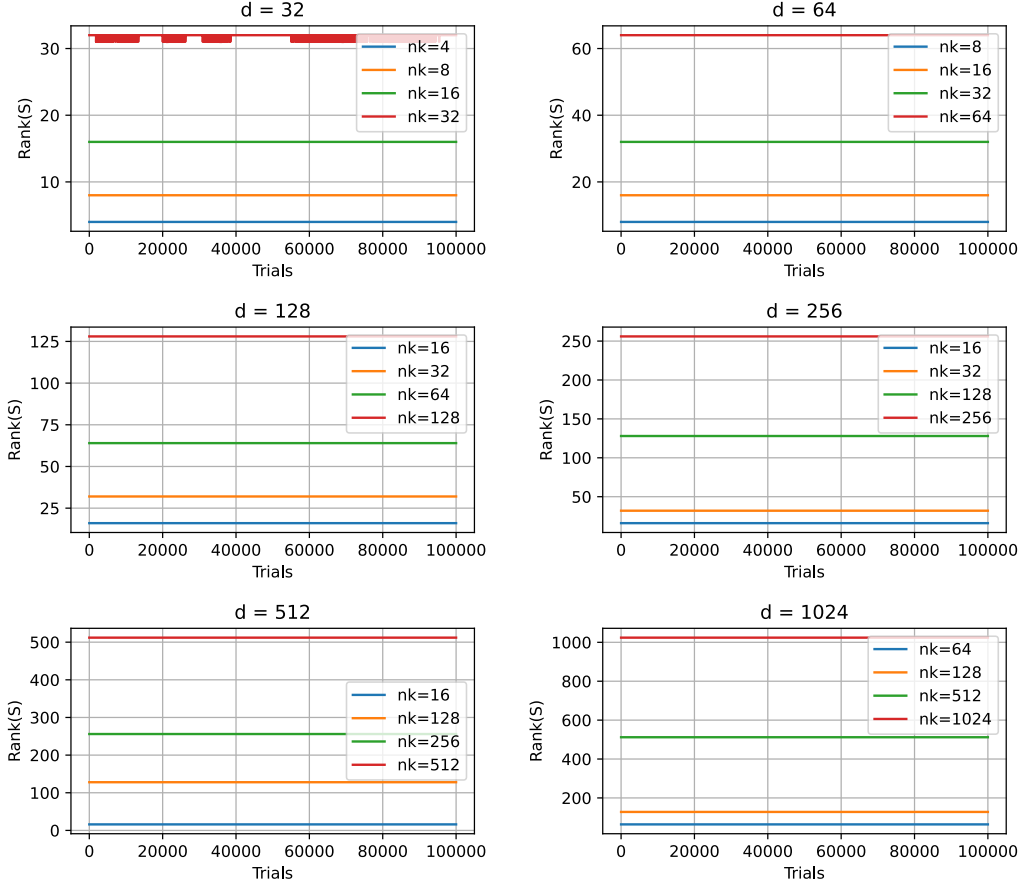 d = 32
Rank(S)
30
20
10
nk=4
nk=8
nk=16
nk=32
0 20000 40000 60000 80000 100000
Trials
d = 64
Rank(S)
60
40
20
nk=8
nk=16
nk=32
nk=64
0 20000 40000 60000 80000 100000
Trials
d = 128
Rank(S)
125
100
75
50
25
nk=16
nk=32
nk=64
nk=128
0 20000 40000 60000 80000 100000
Trials
d = 256
Rank(S)
250
200
150
100
50
nk=16
nk=32
nk=128
nk=256
0 20000 40000 60000 80000 100000
Trials
d = 512
Rank(S)
500
400
300
200
100
0
nk=16
nk=128
nk=256
nk=512
0 20000 40000 60000 80000 100000
Trials
d = 1024
Rank(S)
1000
800
600
400
200
nk=64
nk=128
nk=512
nk=1024
0 20000 40000 60000 80000 100000
Trials